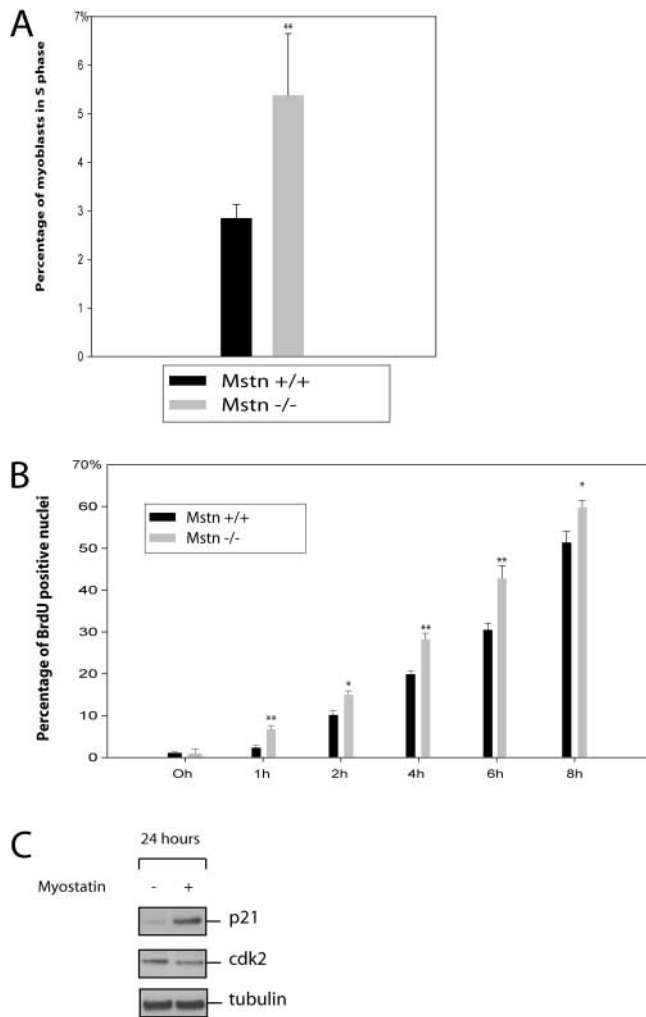 A
7%
6
5
4
3
2
1
0
Percentage of myoblasts in S phase
**
Mstn +/+
Mstn -/-
B
70%
60
50
40
30
20
10
0
Percentage of BrdU positive nuclei
Mstn +/+
Mstn -/-
** * ** ** *
Oh 1h 2h 4h 6h 8h
C
24 hours
Myostatin - +
p21
cdk2
tubulin